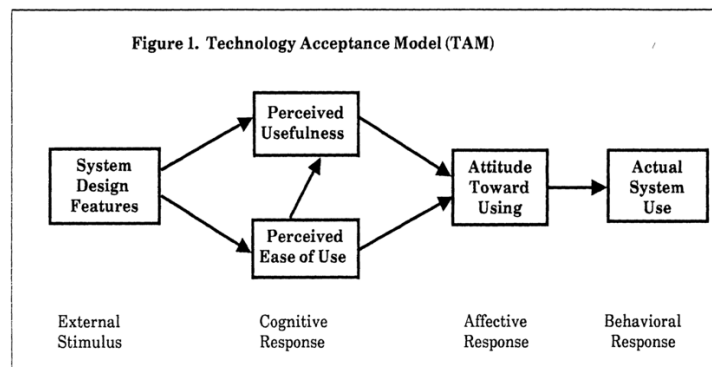 Figure 1. Technology Acceptance Model (TAM)
Perceived
Usefulness
System
Design
Features
Attitude
Toward
Using
Actual
System
Use
Perceived
Ease of Use
External
Stimulus
Cognitive
Response
Affective
Response
Behavioral
Response